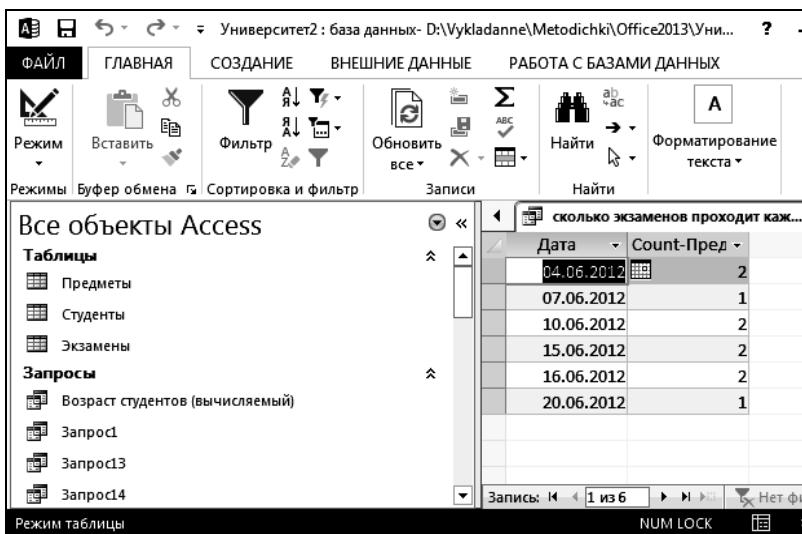 Университет2 : база данных- D:\Vykladanne\Metodichki\Office2013\Уни... ?
ФАЙЛ ГЛАВНАЯ СОЗДАНИЕ ВНЕШНИЕ ДАННЫЕ РАБОТА С БАЗАМИ ДАННЫХ
Режим
Вставить
Фильтр
Обновить все
Найти
Форматирование текста
Режимы Буфер обмена Сортировка и фильтр Записи Найти
Все объекты Access
Таблицы
Предметы
Студенты
Экзамены
Запросы
Возраст студентов (вычисляемый)
Запрос1
Запрос13
Запрос14
сколько экзаменов проходит каж...
Дата Count-Пред
04.06.2012 2
07.06.2012 1
10.06.2012 2
15.06.2012 2
16.06.2012 2
20.06.2012 1
Запись: 1 из 6 Нет
Режим таблицы NUM LOCK